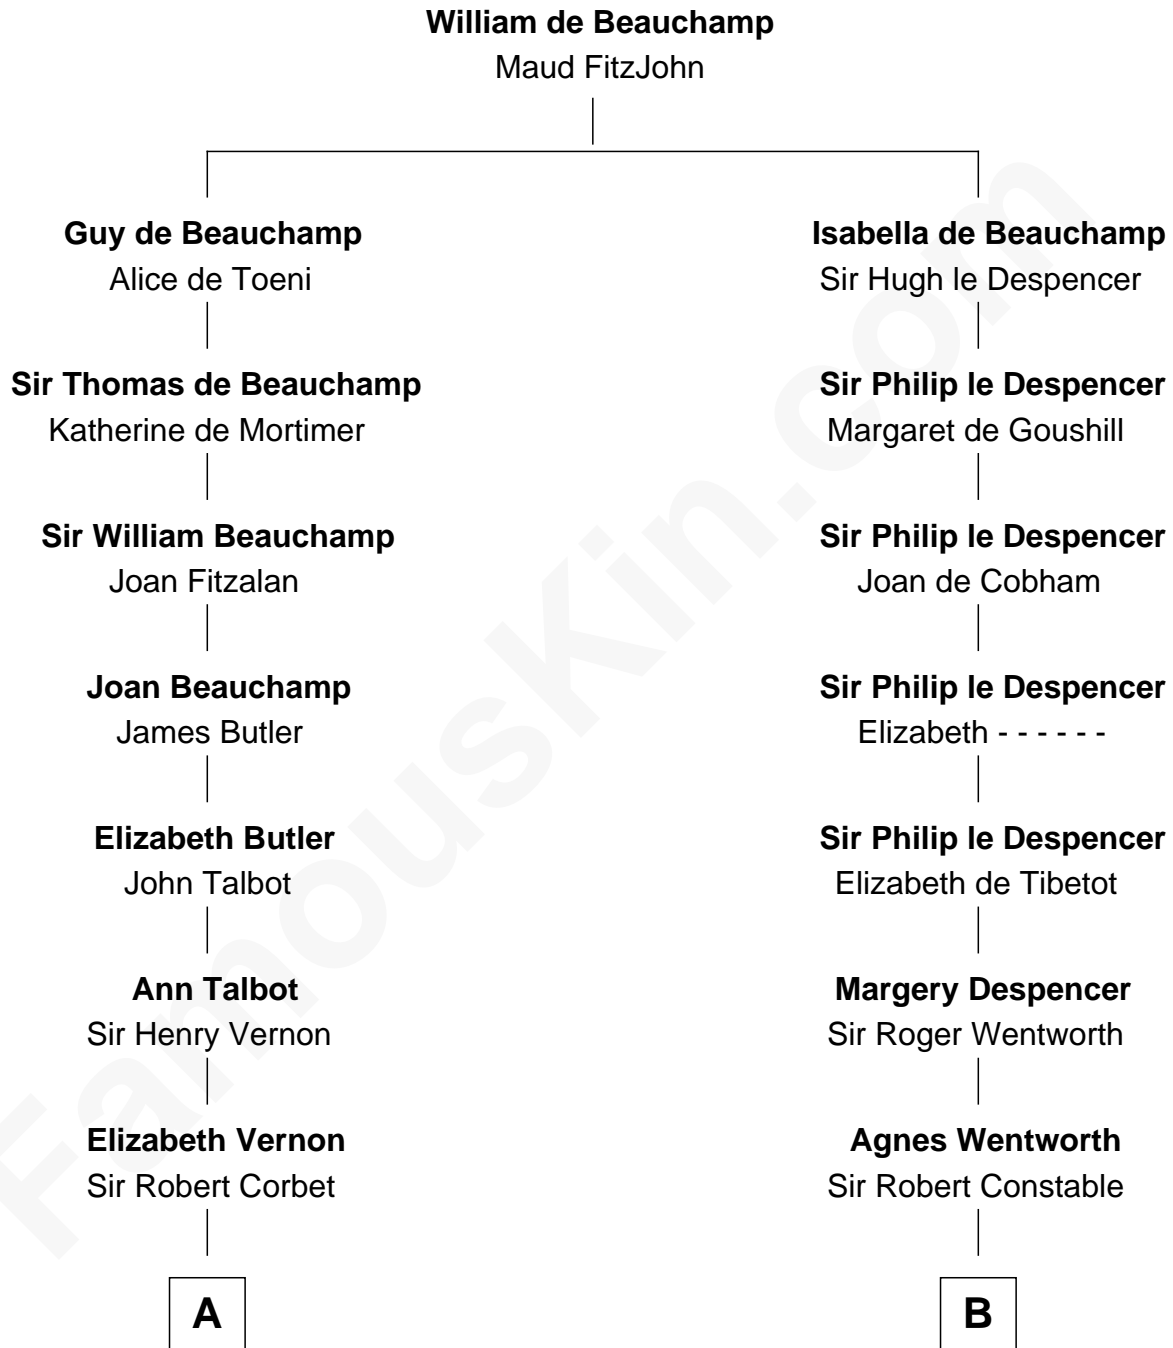 William de Beauchamp
Maud FitzJohn
Guy de Beauchamp
Alice de Toeni
Sir Thomas de Beauchamp
Katherine de Mortimer
Sir William Beauchamp
Joan Fitzalan
Joan Beauchamp
James Butler
Elizabeth Butler
John Talbot
Ann Talbot
Sir Henry Vernon
Elizabeth Vernon
Sir Robert Corbet
A
Isabella de Beauchamp
Sir Hugh le Despencer
Sir Philip le Despencer
Margaret de Goushill
Sir Philip le Despencer
Joan de Cobham
Sir Philip le Despencer
Elizabeth - - - - - -
Sir Philip le Despencer
Elizabeth de Tibetot
Margery Despencer
Sir Roger Wentworth
Agnes Wentworth
Sir Robert Constable
B
FamousKin.com